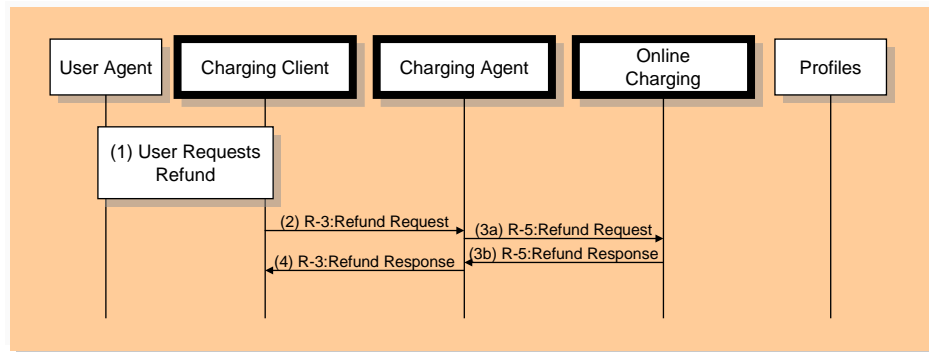 User Agent
Charging Client
Charging Agent
Online
Charging
Profiles
(1) User Requests
Refund
(2) R-3:Refund Request
(3a) R-5:Refund Request
(3b) R-5:Refund Response
(4) R-3:Refund Response